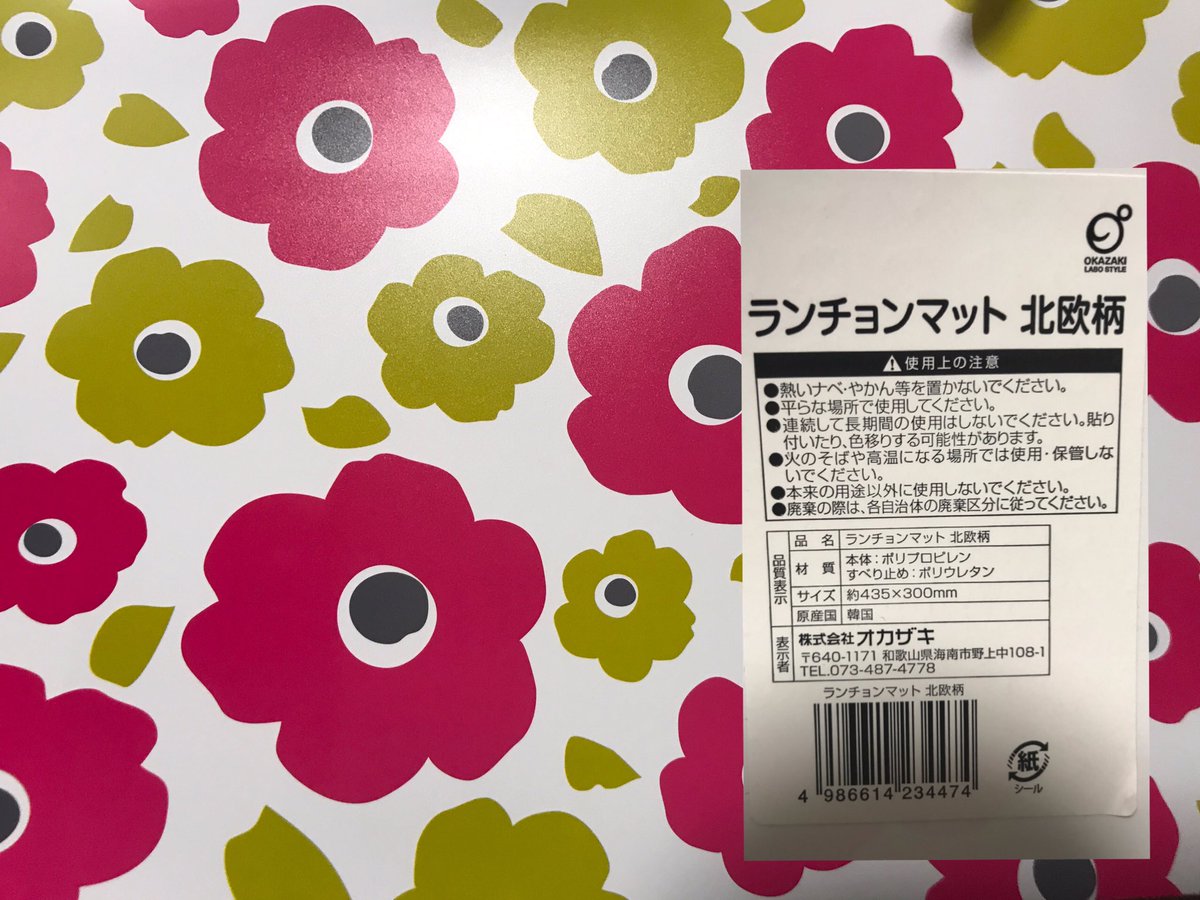 OKAZAKI
LABO STYLE
ランチョンマット 北欧柄
使用上の注意
●熱いナベ・やかん等を置かないでください。
●平らな場所で使用してください。
●連続して長期間の使用はしないでください。貼り
付いたり、色移りする可能性があります。
●火のそばや高温になる場所では使用・保管しな
いでください。
●本来の用途以外に使用しないでください。
●廃棄の際は、各自治体の廃棄区分に従ってください。
品質表示
品名 ランチョンマット 北欧柄
材質 本体:ポリプロピレン
すべり止め:ポリウレタン
サイズ 約435×300mm
原産国 韓国
表示者
株式会社オカザキ
〒640-1171 和歌山県海南市野上中108-1
TEL.073-487-4778
ランチョンマット 北欧柄
4 986614 234474
紙
シール